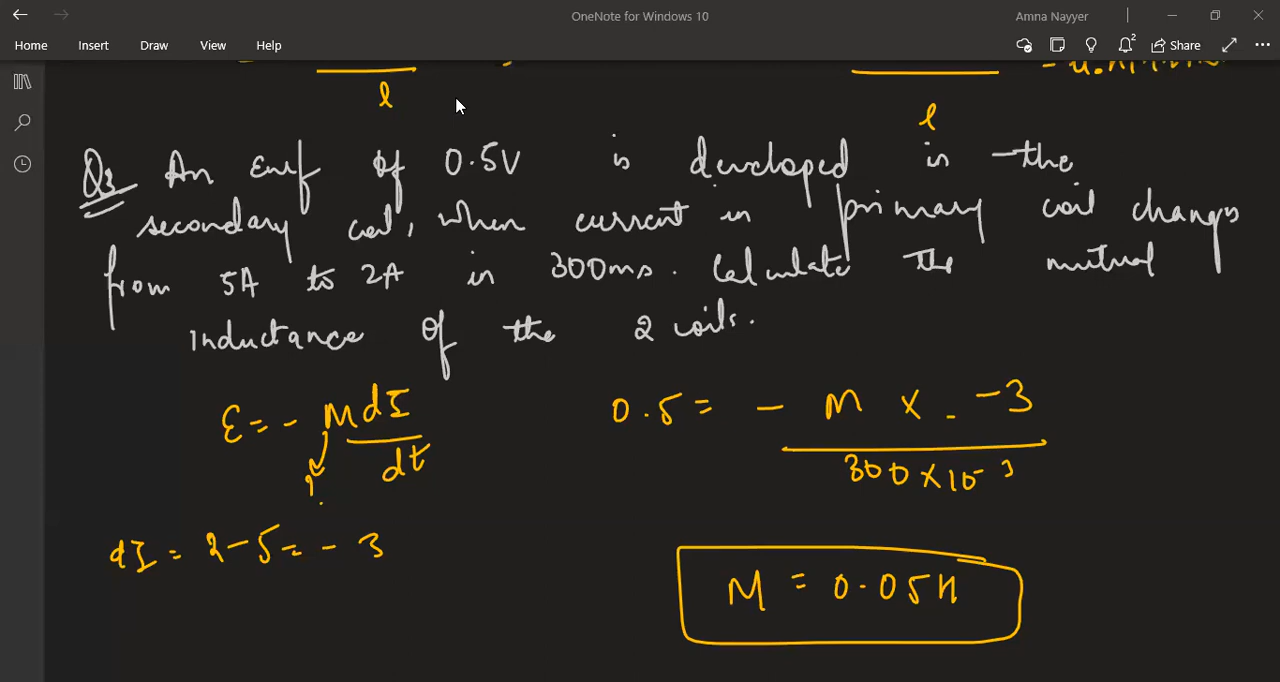 OneNote for Windows 10
Amna Nayyer
Home Insert Draw View Help
2 Share
l
l
Q3 An Emf of 0.5V is developed in the
secondary coil, when current in primary coil changes
from 5A to 2A in 300ms. Calculate the mutual
inductance of the 2 coils.
ε = - M dI
dt
?
0.5 = - M x - -3
300 x 10-3
dI = 2 - 5 = - 3
M = 0.05H